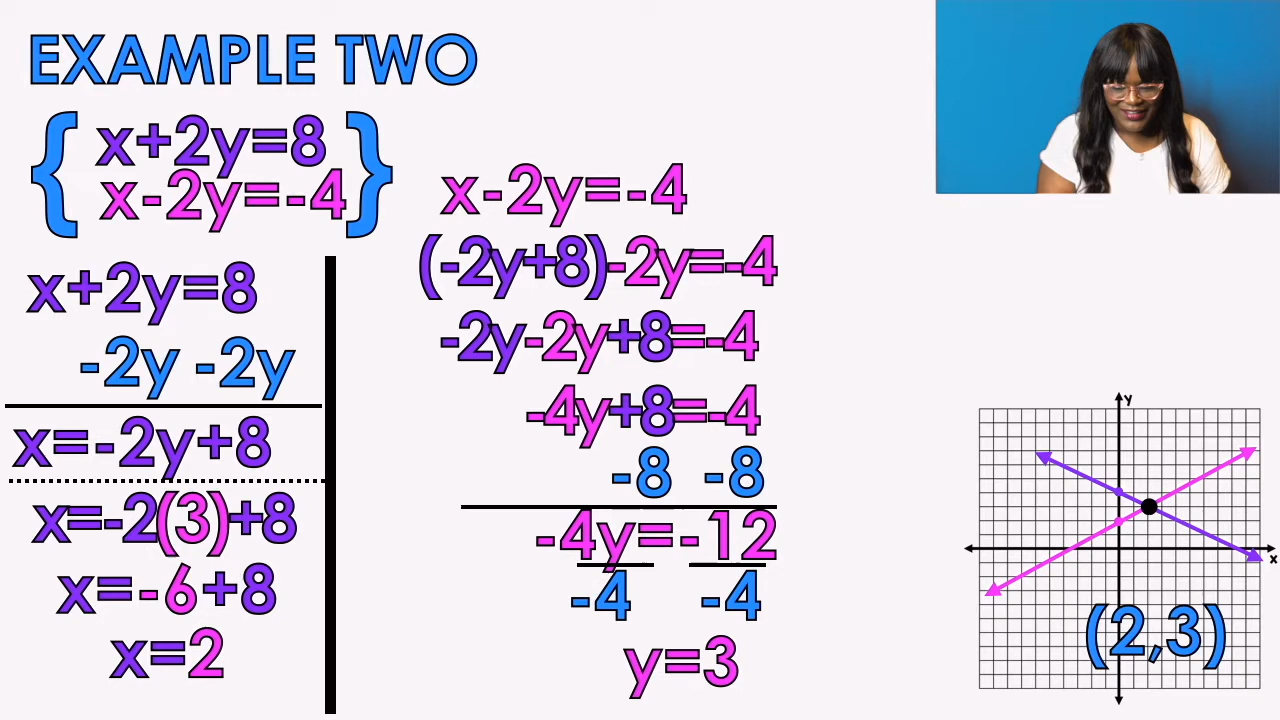 EXAMPLE TWO
{ x+2y=8
x-2y=-4 }
x+2y=8
-2y -2y
x=-2y+8
x=-2(3)+8
x=-6+8
x=2
x-2y=-4
(-2y+8)-2y=-4
-2y-2y+8=-4
-4y+8=-4
-8 -8
-4y=-12
-4 -4
y=3
y
x
(2,3)